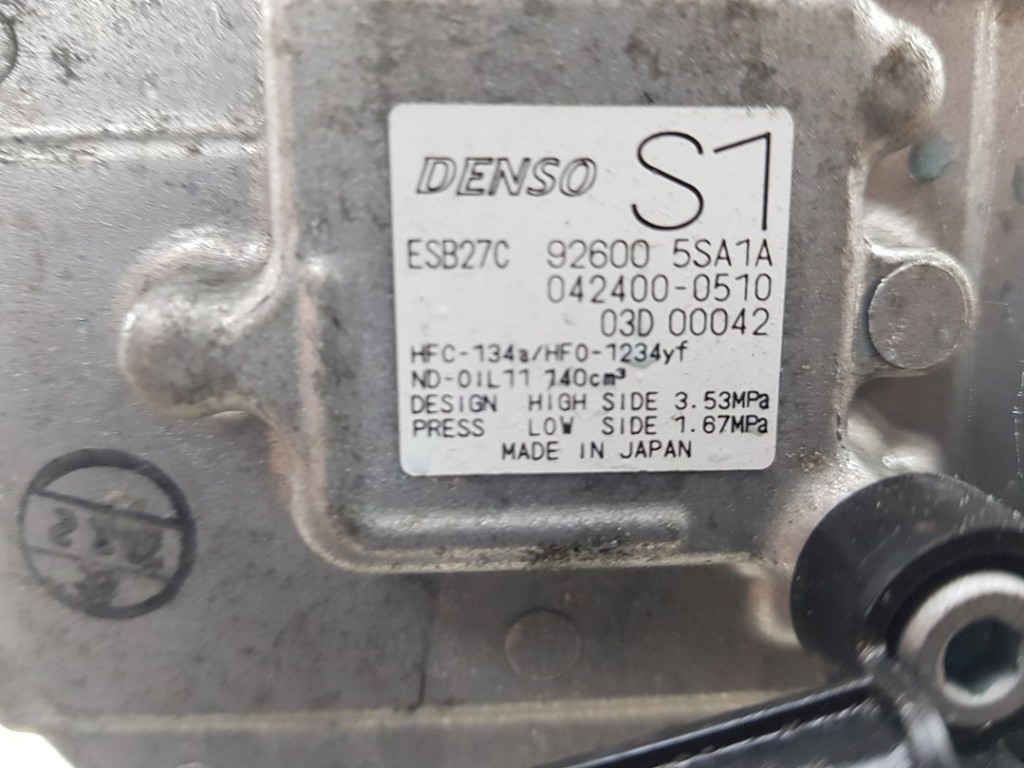 DENSO S1
ESB27C 92600 5SA1A
042400-0510
03D 00042
HFC-134a/HFO-1234yf
ND-OIL11 140cm³
DESIGN HIGH SIDE 3.53MPa
PRESS LOW SIDE 1.67MPa
MADE IN JAPAN